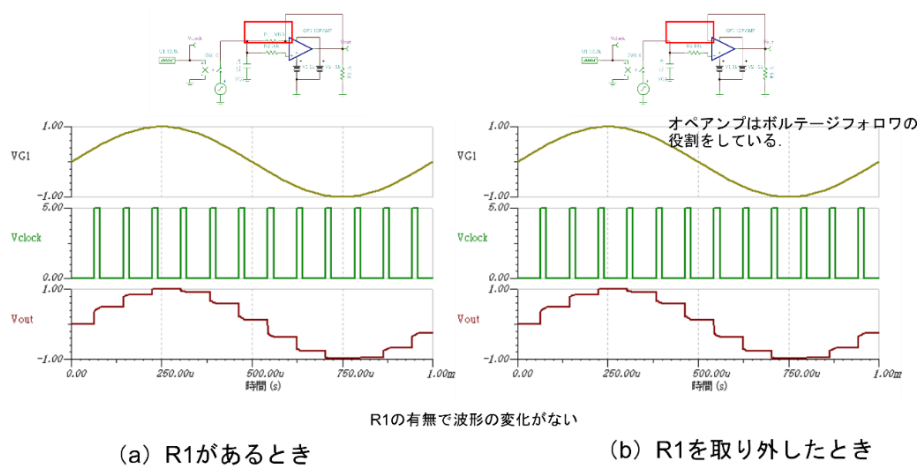 Vclock
Vout
Vclock
Vout
オペアンプはボルテージフォロワの
役割をしている.
1.00
VG1
-1.00
5.00
Vclock
0.00
1.00
Vout
-1.00
0.00
250.00u
500.00u
750.00u
1.00m
時間 (s)
1.00
VG1
-1.00
5.00
Vclock
0.00
1.00
Vout
-1.00
0.00
250.00u
500.00u
750.00u
1.00m
時間 (s)
R1の有無で波形の変化がない
（a）R1があるとき
（b）R1を取り外したとき